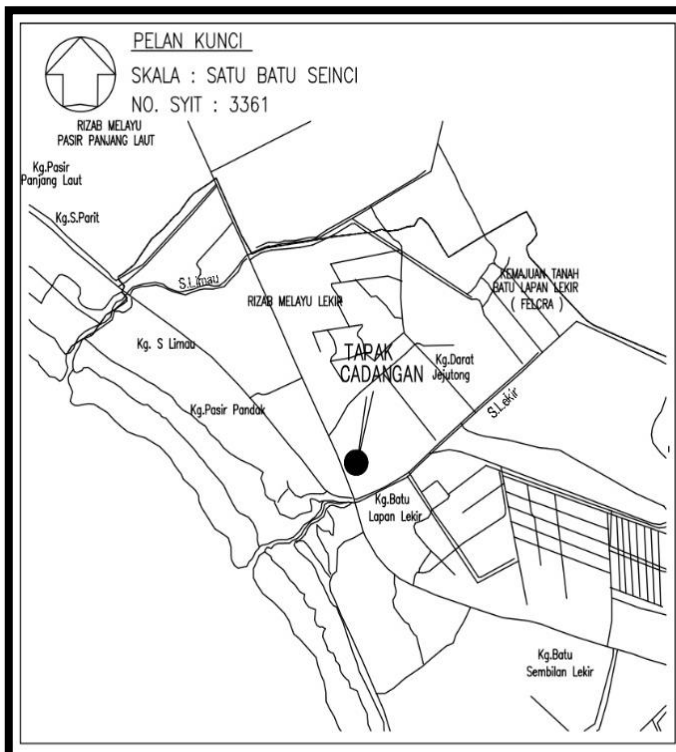 PELAN KUNCI
SKALA : SATU BATU SEINCI
NO. SYIT : 3361
RIZAB MELAYU
PASIR PANJANG LAUT
Kg.Pasir
Panjang Laut
Kg.S.Parit
S.Limau
KEMAJUAN TANAH
BATU LAPAN LEKIR
( FELCRA )
RIZAB MELAYU LEKIR
Kg. S Limau
TAPAK
CADANGAN
Kg.Darat
Jejutong
Kg.Pasir Pandak
S.Lekir
Kg.Batu
Lapan Lekir
Kg.Batu
Sembilan Lekir